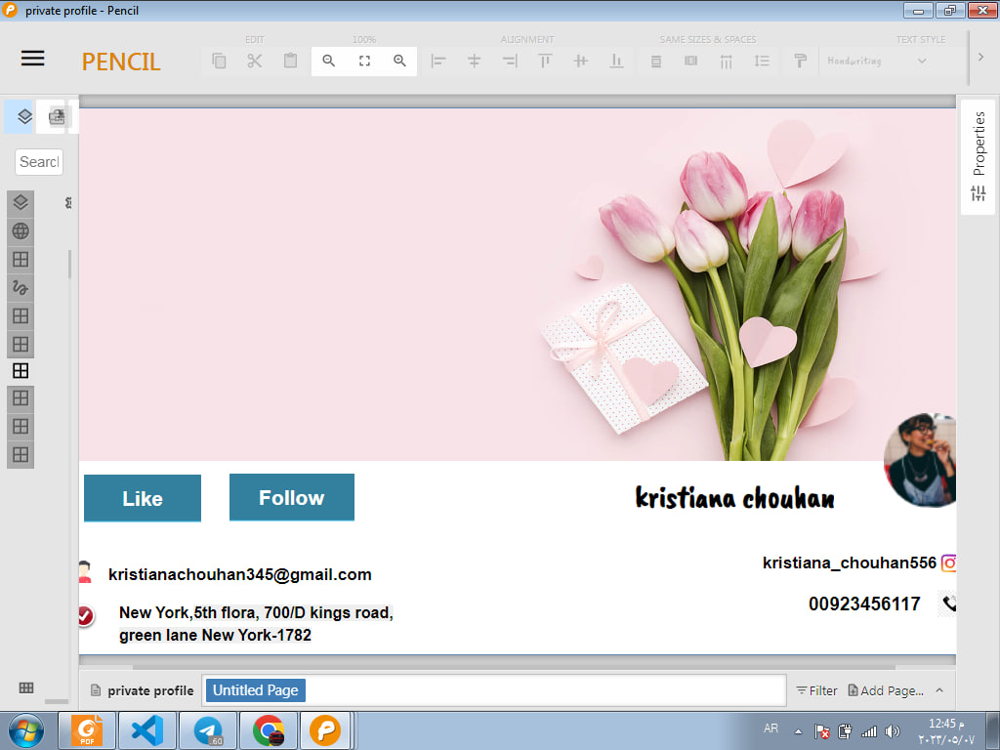 private profile - Pencil
PENCIL
EDIT
100%
ALIGNMENT
SAME SIZES & SPACES
TEXT STYLE
Handwriting
Properties
Like
Follow
kristiana chouhan
kristianachouhan345@gmail.com
kristiana_chouhan556
New York,5th flora, 700/D kings road,
green lane New York-1782
00923456117
private profile
Untitled Page
Filter
Add Page...
PDF
60
AR
12:45 م
٢٠٢٣/٠٥/٠٧